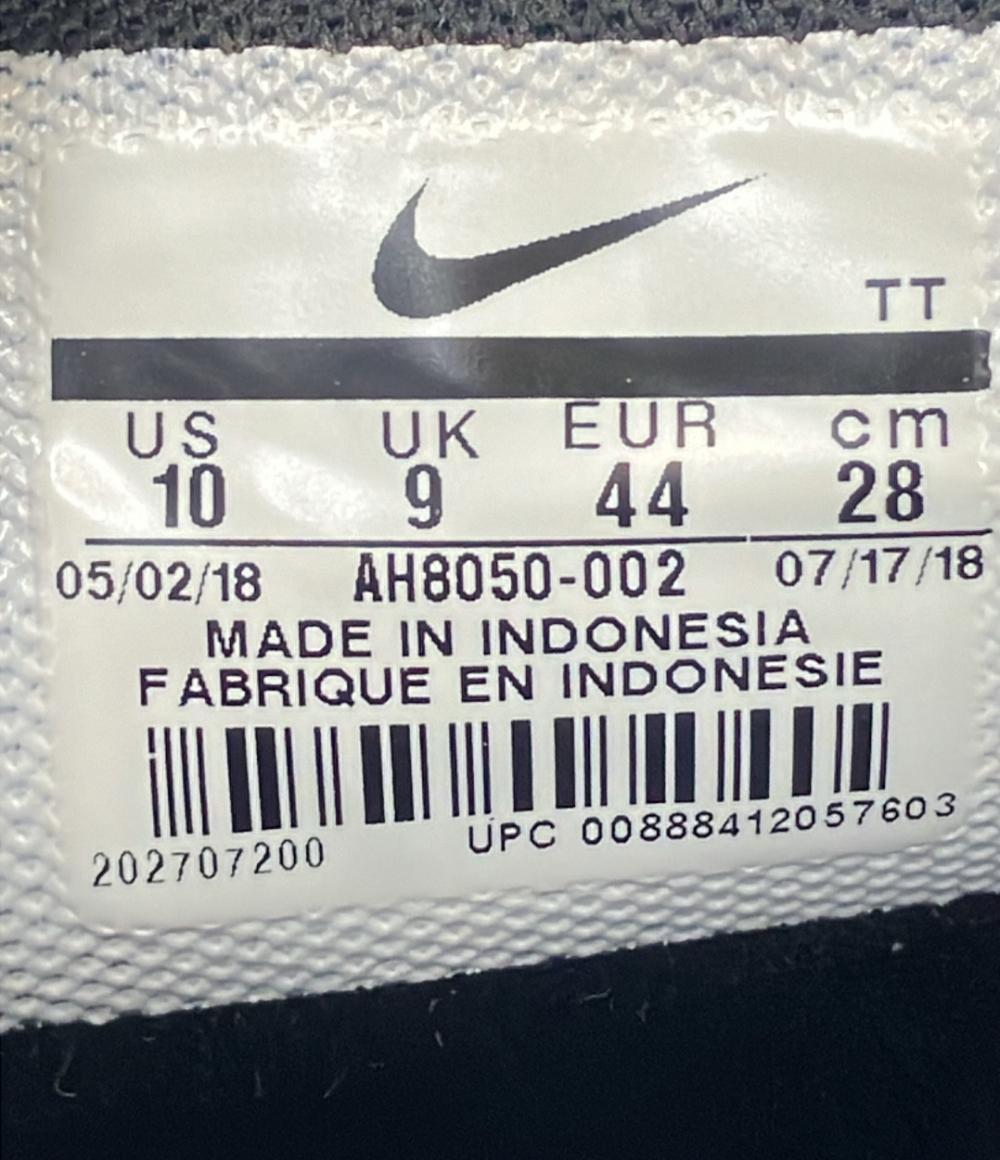 TT
US UK EUR cm
10 9 44 28
05/02/18 AH8050-002 07/17/18
MADE IN INDONESIA
FABRIQUE EN INDONESIE
202707200 UPC 00888412057603